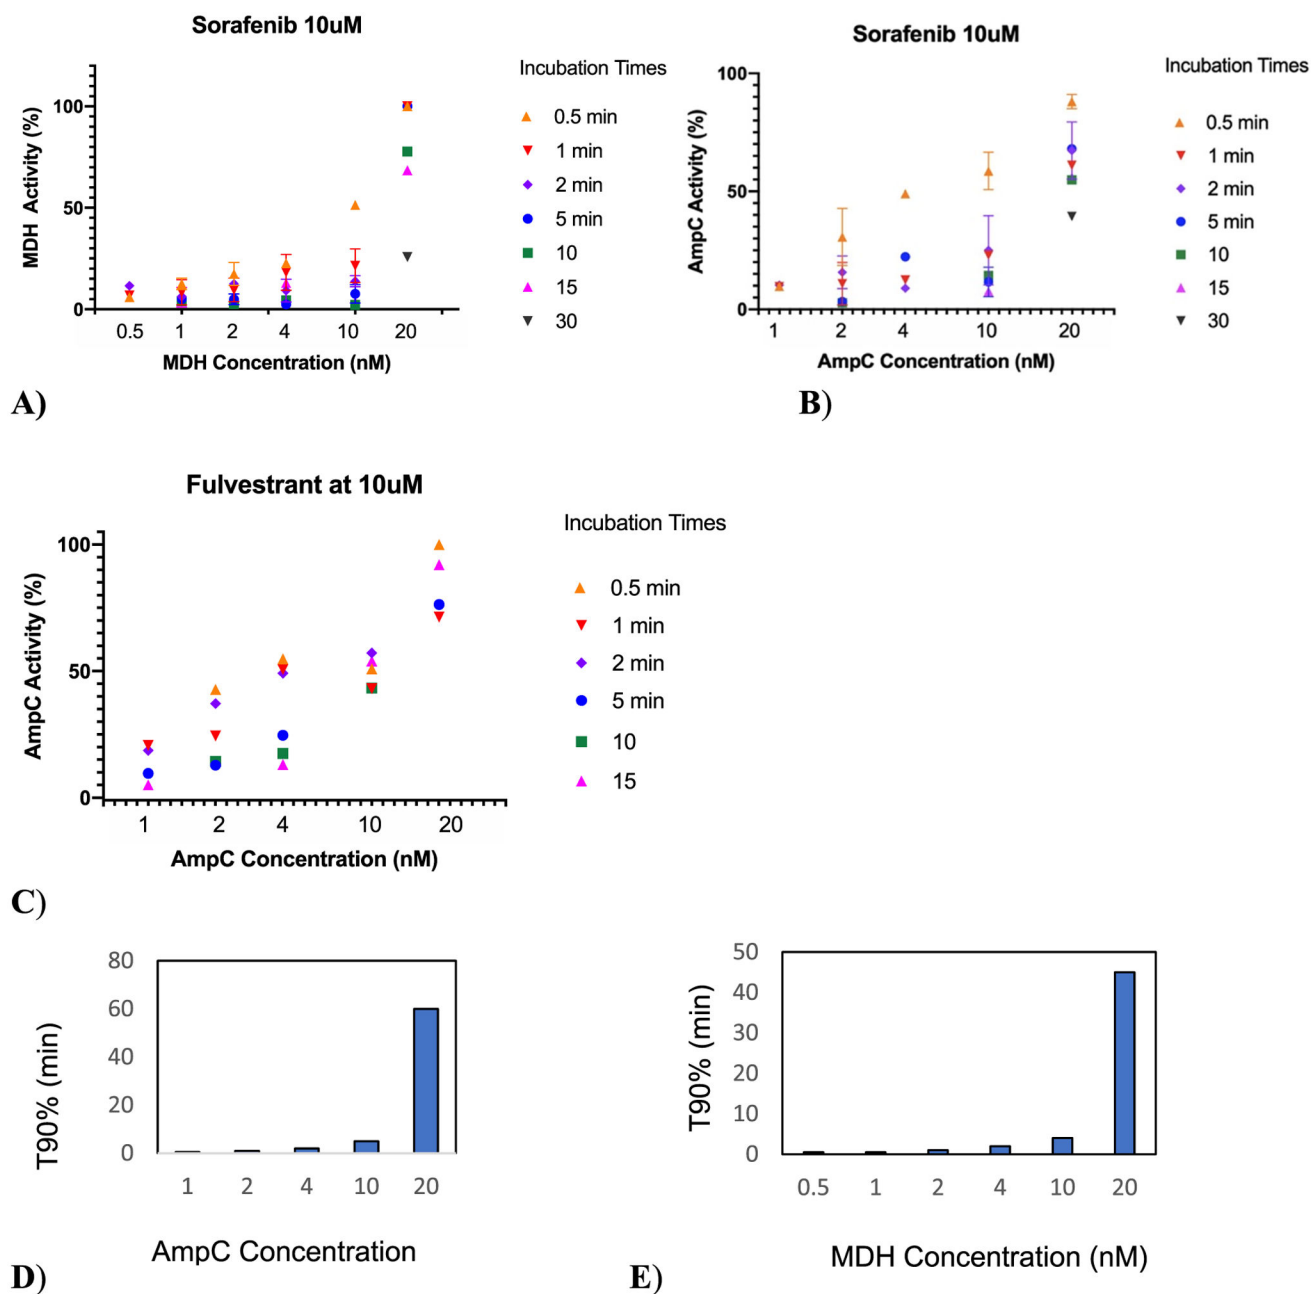 Sorafenib 10uM
MDH Activity (%)
100
50
0
0.5 1 2 4 10 20
MDH Concentration (nM)
Incubation Times
0.5 min
1 min
2 min
5 min
10
15
30
A)
Sorafenib 10uM
AmpC Activity (%)
100
50
0
1 2 4 10 20
AmpC Concentration (nM)
Incubation Times
0.5 min
1 min
2 min
5 min
10
15
30
B)
Fulvestrant at 10uM
AmpC Activity (%)
100
50
0
1 2 4 10 20
AmpC Concentration (nM)
Incubation Times
0.5 min
1 min
2 min
5 min
10
15
C)
T90% (min)
80
60
40
20
0
1 2 4 10 20
AmpC Concentration
D)
T90% (min)
50
40
30
20
10
0
0.5 1 2 4 10 20
MDH Concentration (nM)
E)